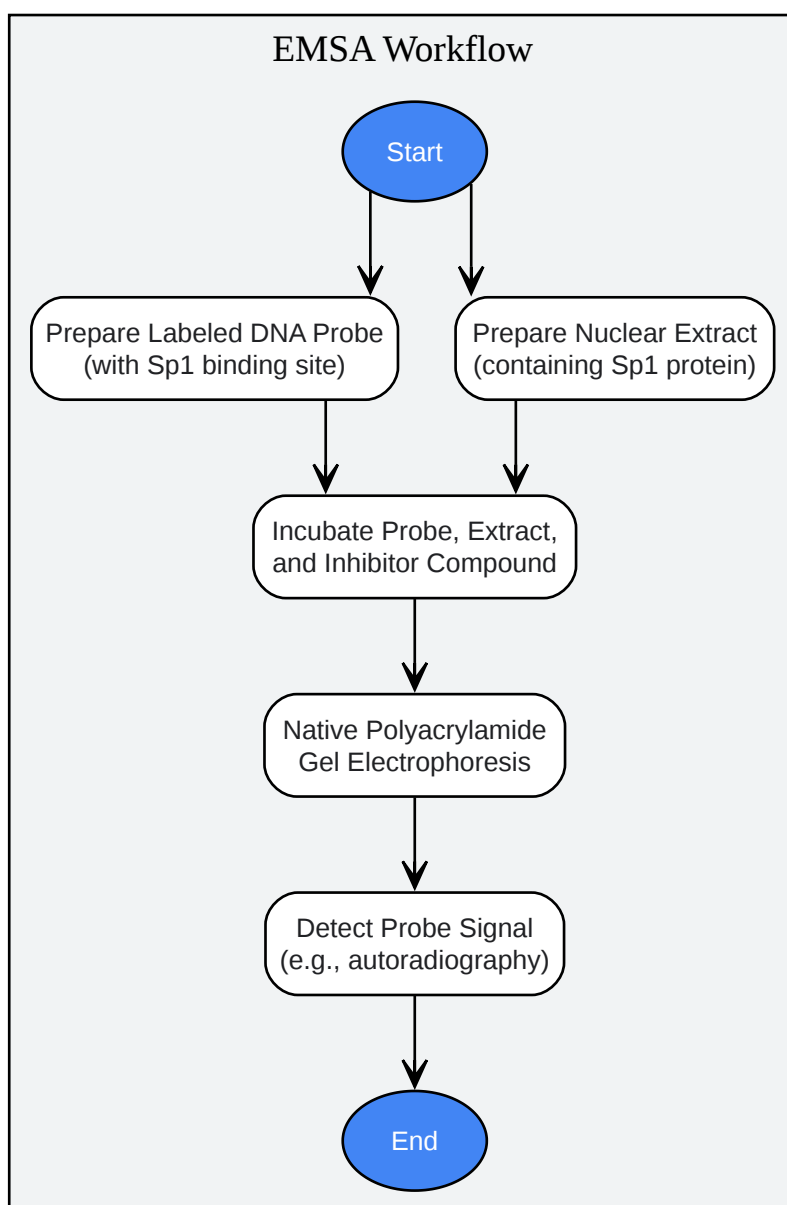 EMSA Workflow
Start
Prepare Labeled DNA Probe
(with Sp1 binding site)
Prepare Nuclear Extract
(containing Sp1 protein)
Incubate Probe, Extract,
and Inhibitor Compound
Native Polyacrylamide
Gel Electrophoresis
Detect Probe Signal
(e.g., autoradiography)
End